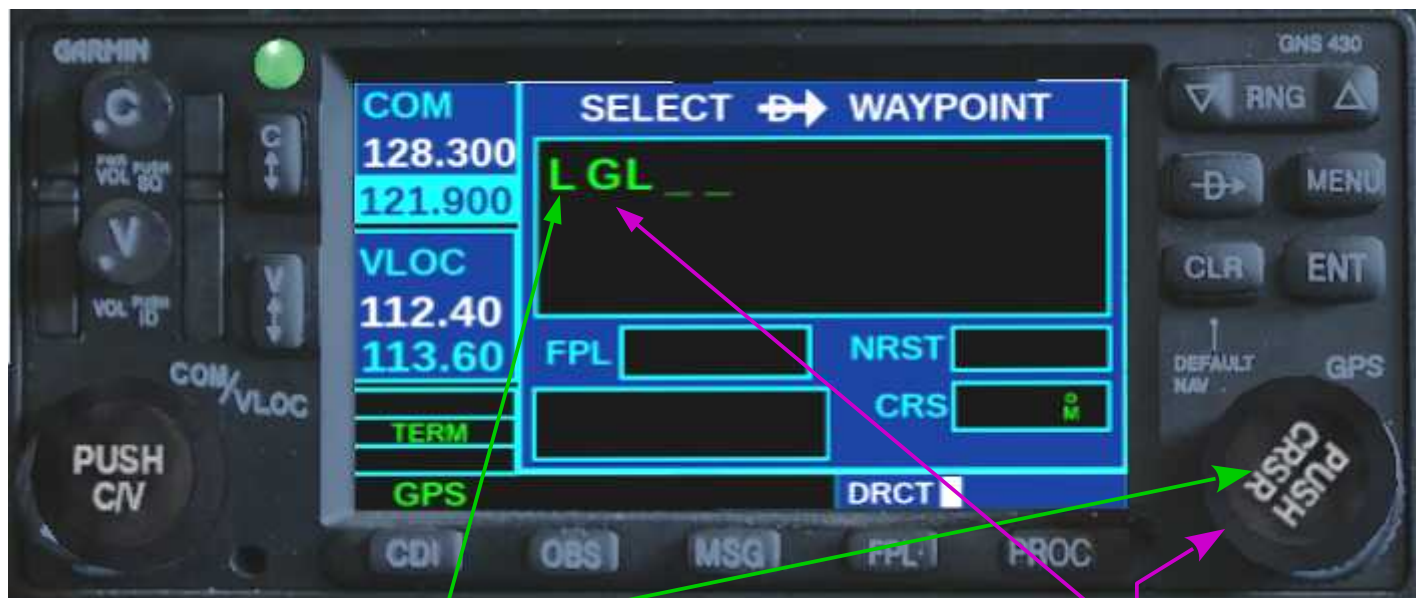 GARMIN
GNS 430
C
PWR VOL PUSH SQ
C
V
VOL PUSH ID
V
COM/VLOC
PUSH
C/V
COM
128.300
121.900
VLOC
112.40
113.60
TERM
GPS
SELECT D WAYPOINT
LGL_ _
FPL
NRST
CRS
° M
DRCT
RNG
D
MENU
CLR
ENT
DEFAULT
NAV
GPS
PUSH
CRSR
CDI
OBS
MSG
FPL
PROC